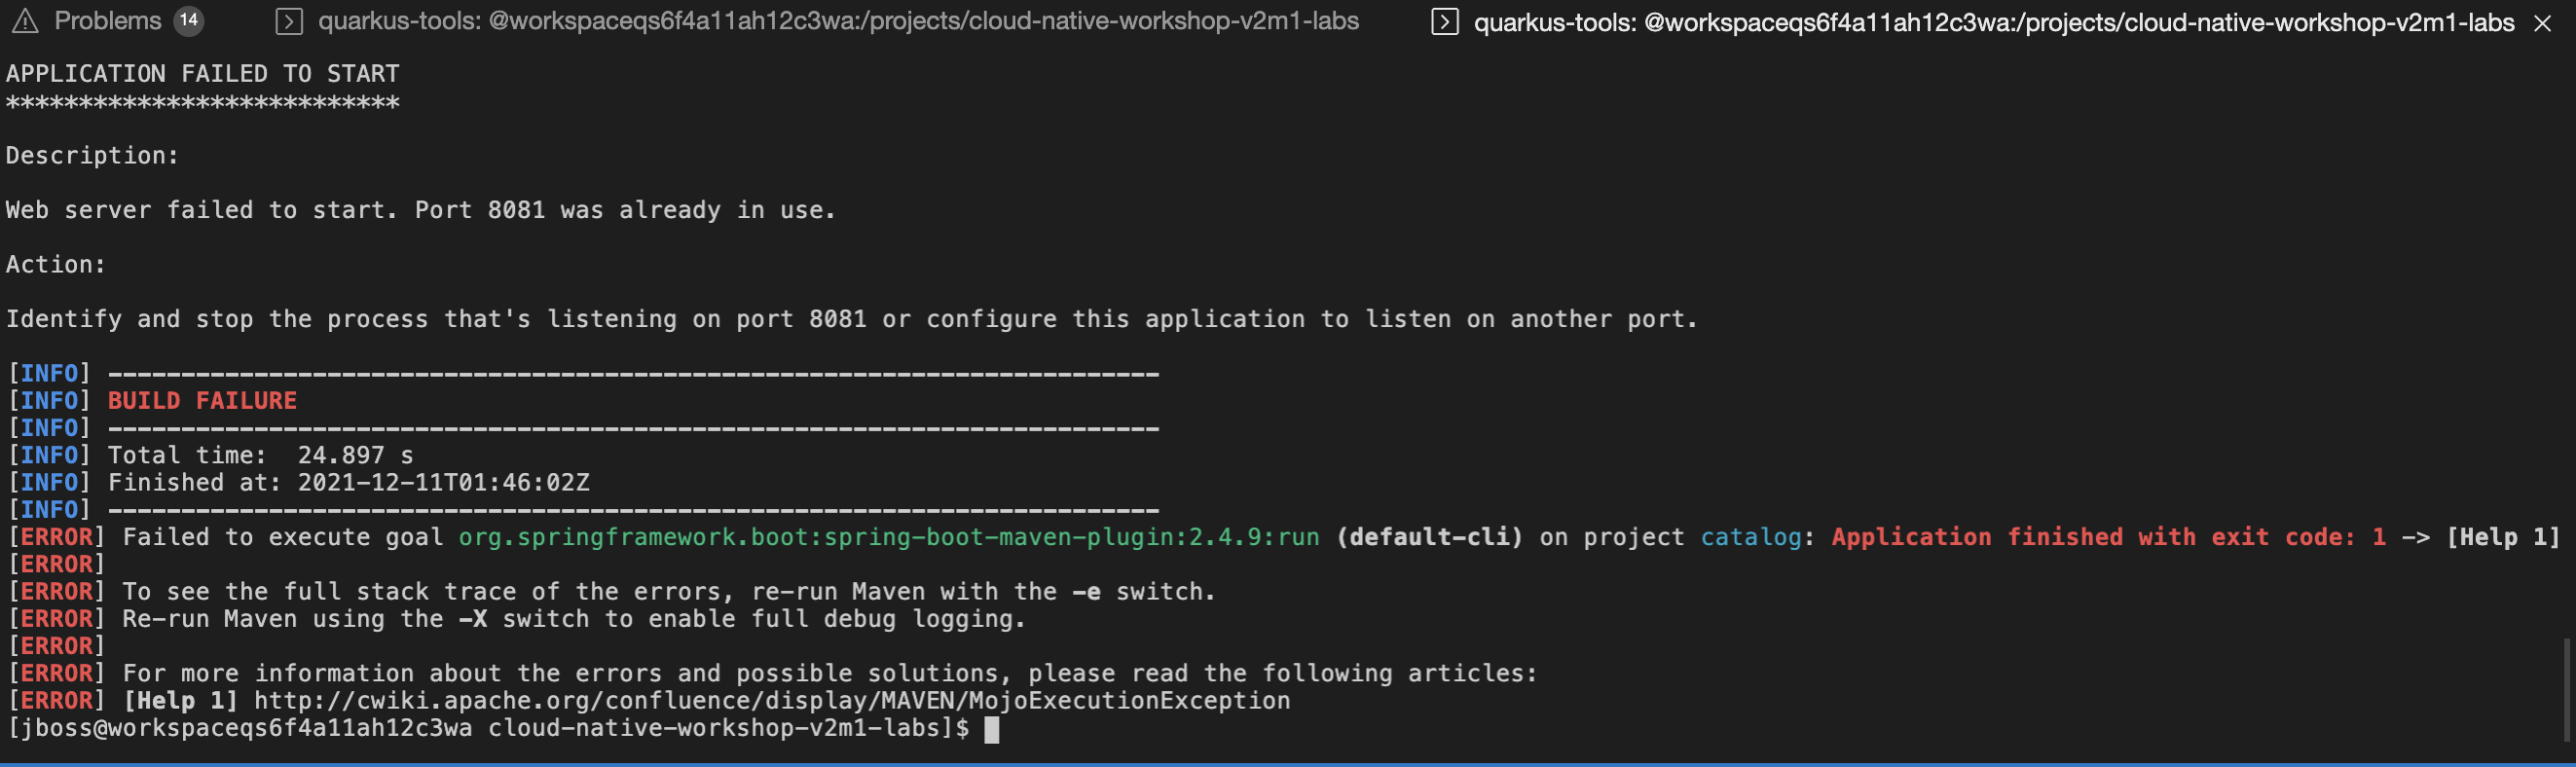 Problems 14 quarkus-tools: @workspaceqs6f4a11ah12c3wa:/projects/cloud-native-workshop-v2m1-labs quarkus-tools: @workspaceqs6f4a11ah12c3wa:/projects/cloud-native-workshop-v2m1-labs
APPLICATION FAILED TO START
***************************
Description:
Web server failed to start. Port 8081 was already in use.
Action:
Identify and stop the process that's listening on port 8081 or configure this application to listen on another port.
[INFO] ------------------------------------------------------------------------
[INFO] BUILD FAILURE
[INFO] ------------------------------------------------------------------------
[INFO] Total time:  24.897 s
[INFO] Finished at: 2021-12-11T01:46:02Z
[INFO] ------------------------------------------------------------------------
[ERROR] Failed to execute goal org.springframework.boot:spring-boot-maven-plugin:2.4.9:run (default-cli) on project catalog: Application finished with exit code: 1 -> [Help 1]
[ERROR]
[ERROR] To see the full stack trace of the errors, re-run Maven with the -e switch.
[ERROR] Re-run Maven using the -X switch to enable full debug logging.
[ERROR]
[ERROR] For more information about the errors and possible solutions, please read the following articles:
[ERROR] [Help 1] http://cwiki.apache.org/confluence/display/MAVEN/MojoExecutionException
[jboss@workspaceqs6f4a11ah12c3wa cloud-native-workshop-v2m1-labs]$